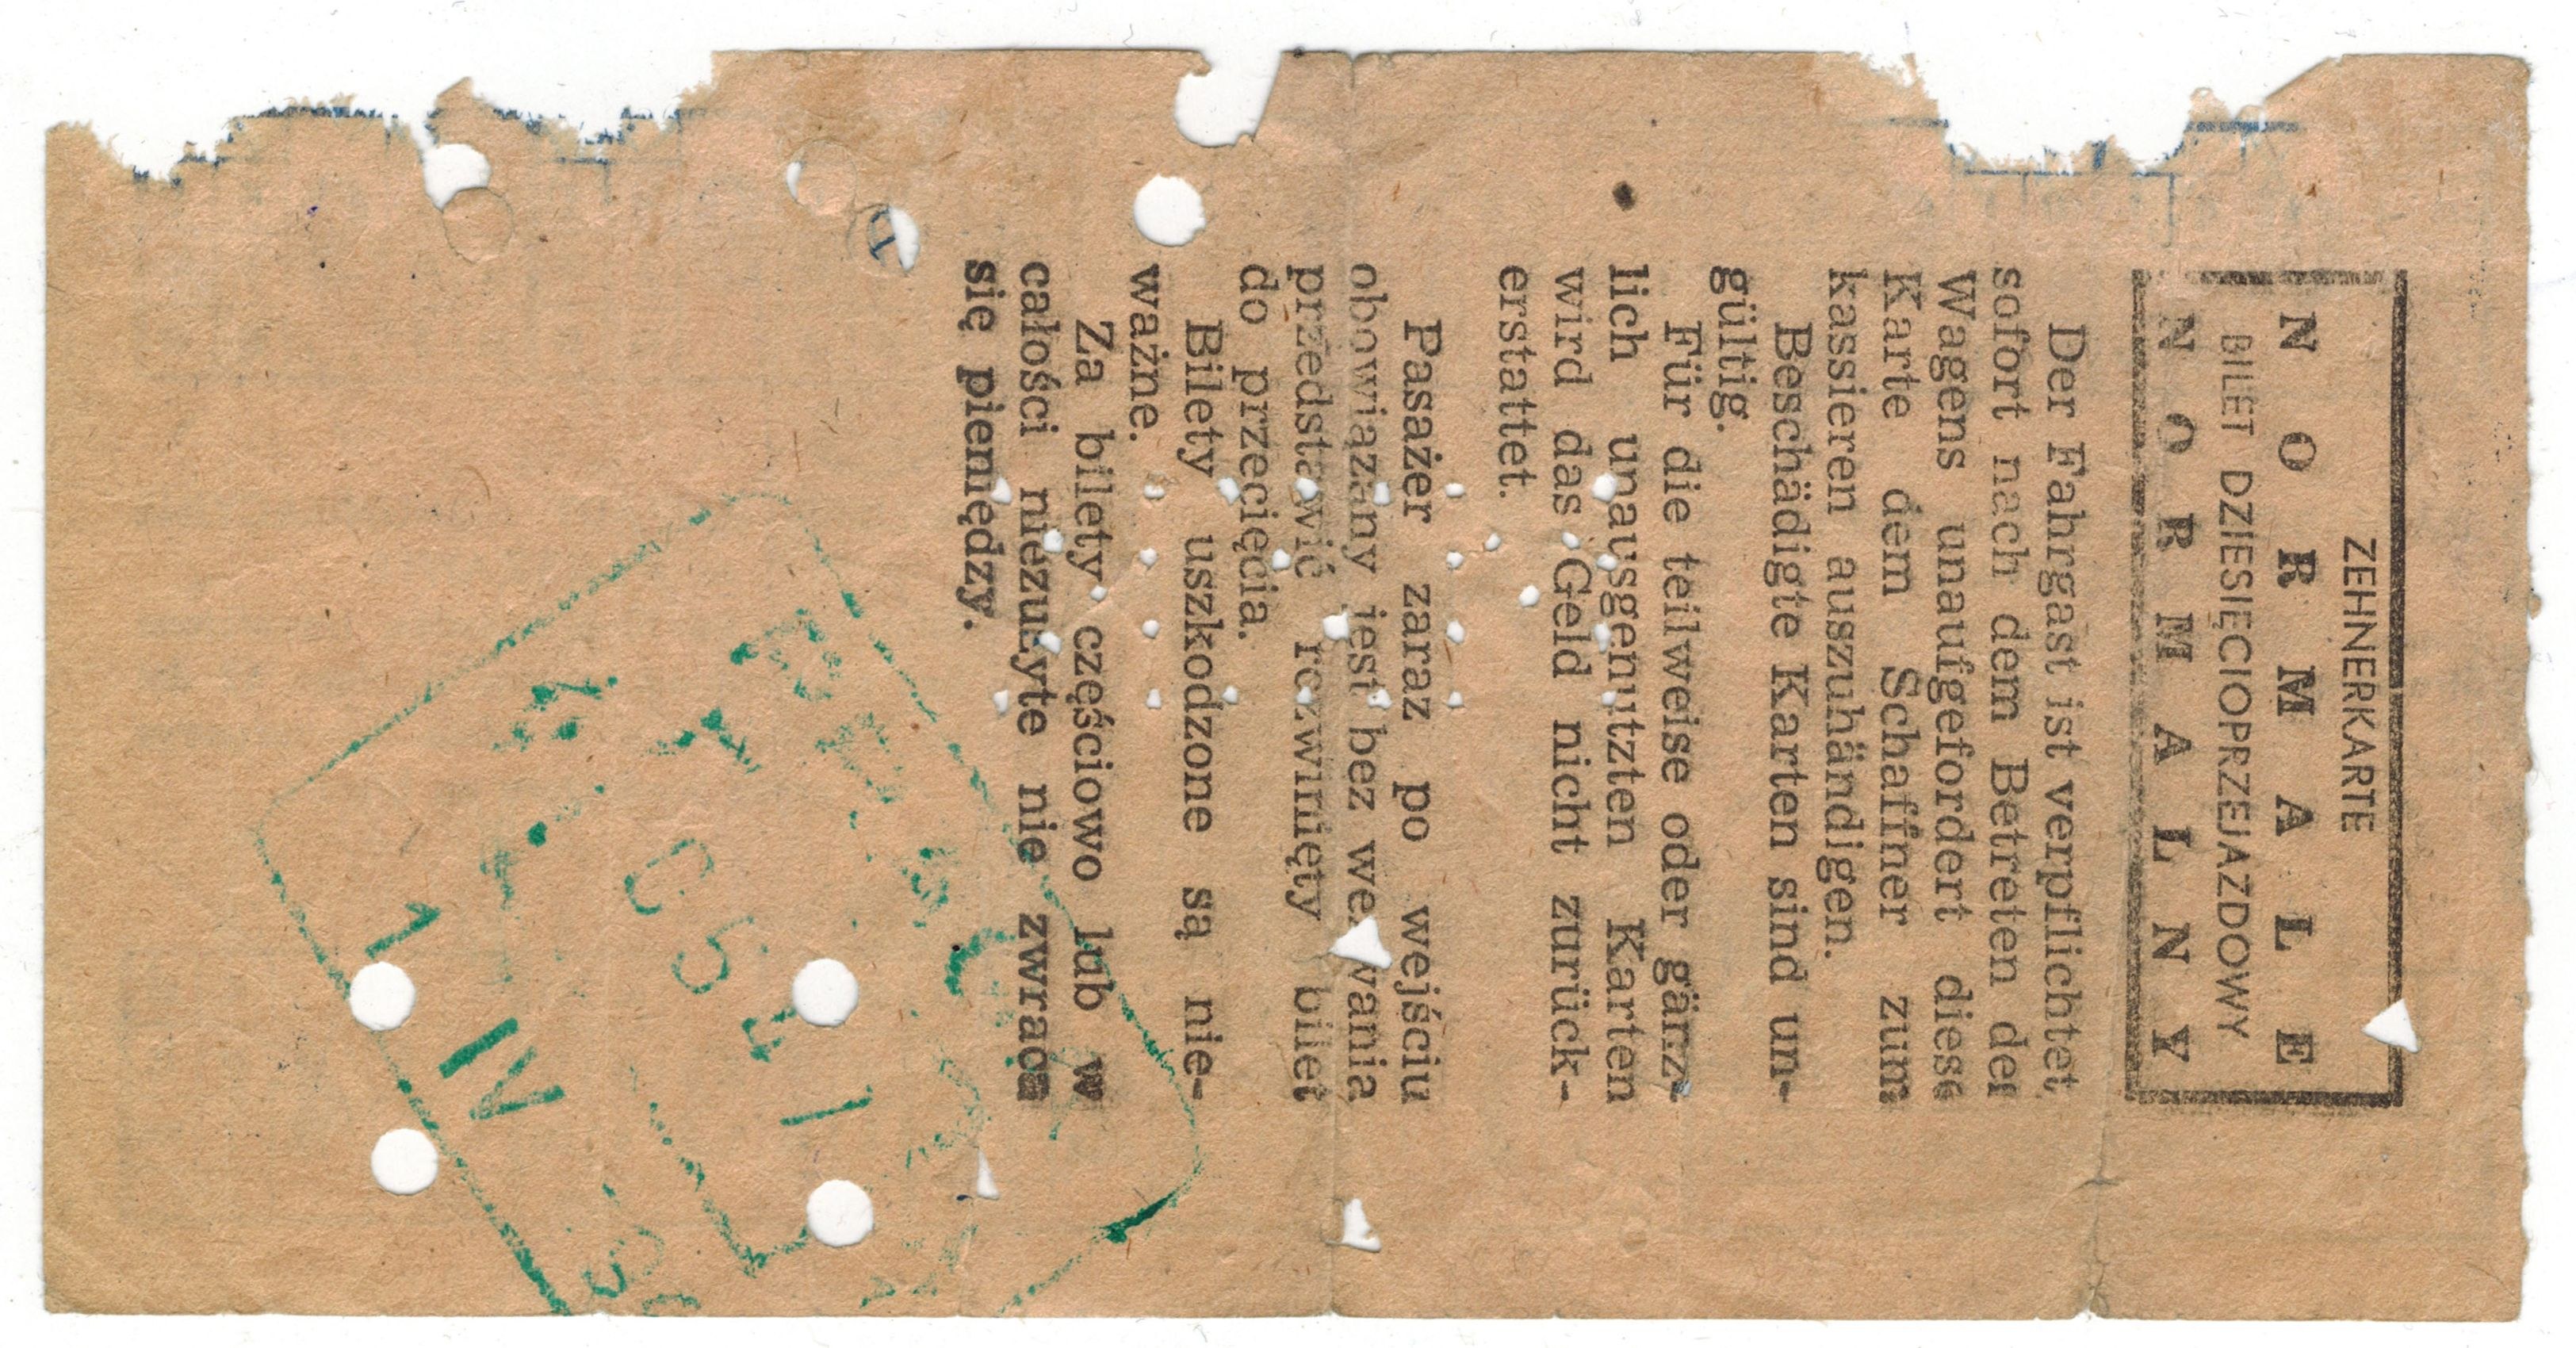 ZEHNERKARTE
NORMALE
BILET DZIESIĘCIOPRZEJAZDOWY
NORMALNY
Der Fahrgast ist verpflichtet,
sofort nach dem Betreten des
Wagens unaufgefordert diese
Karte dem Schaffner zum
kassieren auszuhändigen.
Beschädigte Karten sind un-
gültig.
Für die teilweise oder gänz-
lich unausgenutzten Karten
wird das Geld nicht zurück-
erstattet.
Pasażer zaraz po wejściu
obowiązany jest bez wezwania
przedstawić rozwinięty bilet
do przecięcia.
Bilety uszkodzone są nie-
ważne.
Za bilety częściowo lub w
całości niezużyte nie zwraca
się pieniędzy.
IV